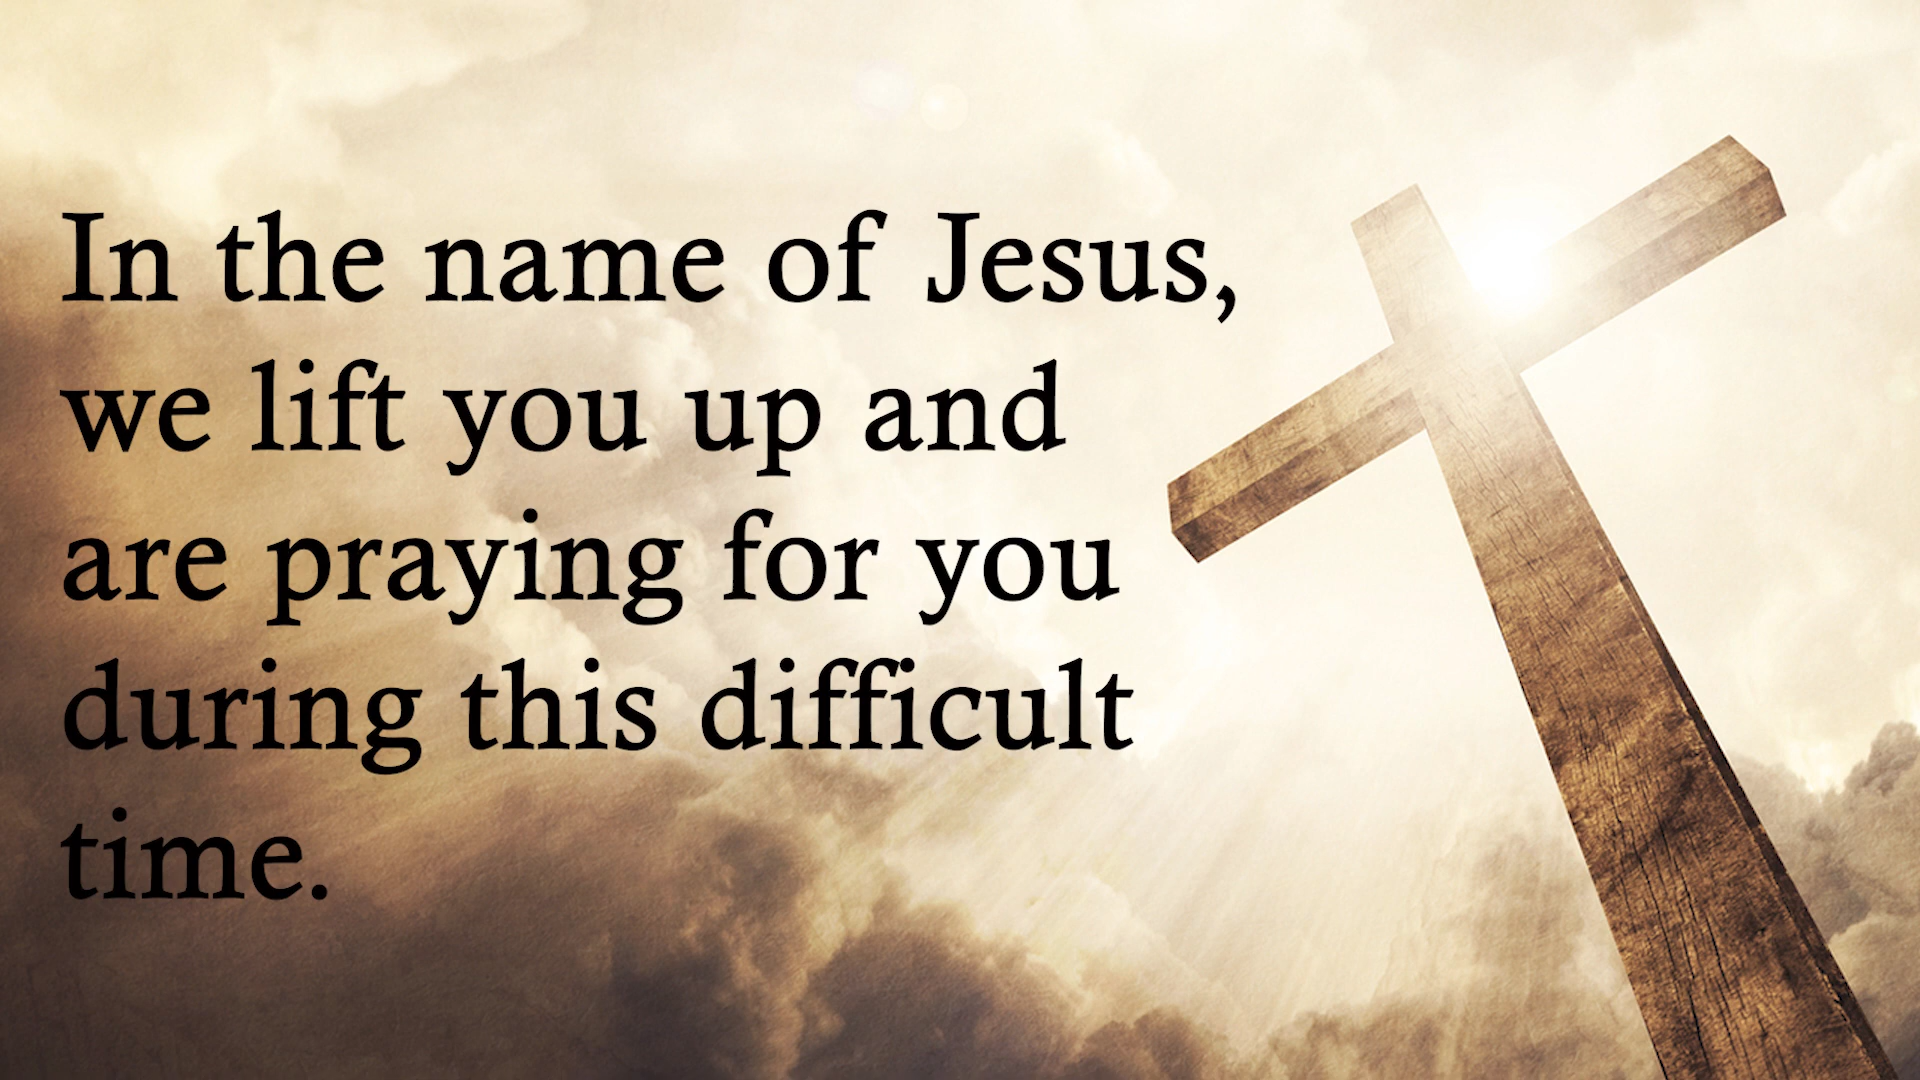 In the name of Jesus,
we lift you up and
are praying for you
during this difficult
time.